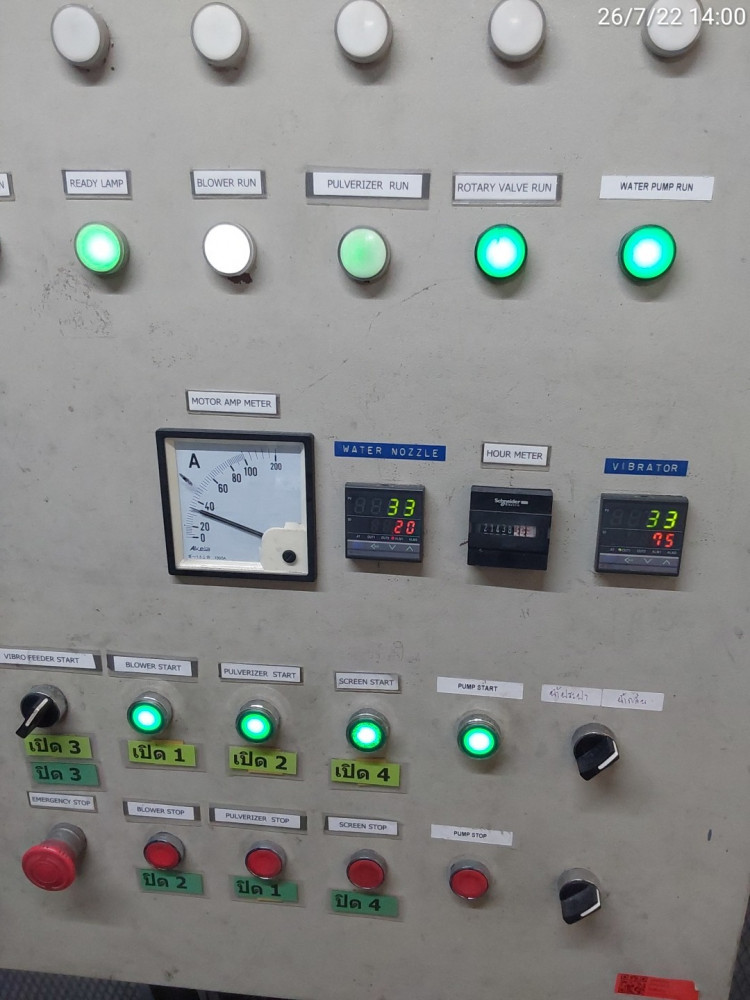 26/7/22 14:00
N
READY LAMP
BLOWER RUN
PULVERIZER RUN
ROTARY VALVE RUN
WATER PUMP RUN
MOTOR AMP METER
WATER NOZZLE
HOUR METER
VIBRATOR
A
0
20
40
60
80
100
200
33
20
Schneider
33
75
VIBRO FEEDER START
BLOWER START
PULVERIZER START
SCREEN START
PUMP START
เปิด 3
เปิด 1
เปิด 2
เปิด 4
ปิด 3
EMERGENCY STOP
BLOWER STOP
PULVERIZER STOP
SCREEN STOP
PUMP STOP
ปิด 2
ปิด 1
ปิด 4